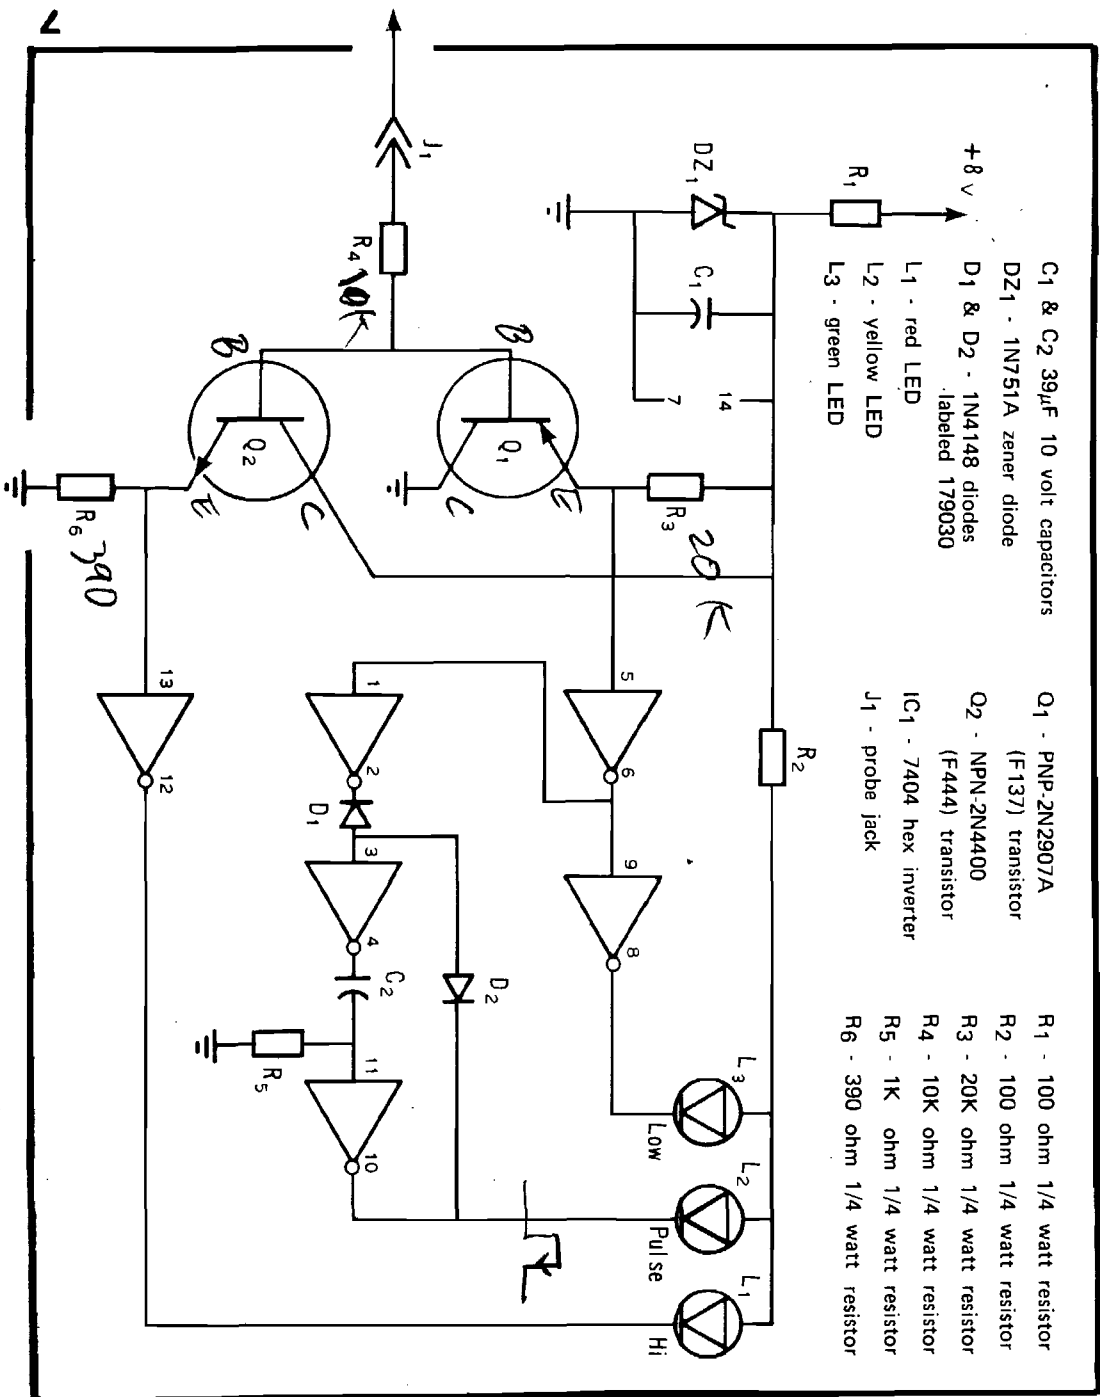 C1 & C2 39µF 10 volt capacitors
DZ1 - 1N751A zener diode
D1 & D2 - 1N4148 diodes
labeled 179030
L1 - red LED
L2 - yellow LED
L3 - green LED
Q1 - PNP-2N2907A
(F137) transistor
Q2 - NPN-2N4400
(F444) transistor
IC1 - 7404 hex inverter
J1 - probe jack
R1 - 100 ohm 1/4 watt resistor
R2 - 100 ohm 1/4 watt resistor
R3 - 20K ohm 1/4 watt resistor
R4 - 10K ohm 1/4 watt resistor
R5 - 1K ohm 1/4 watt resistor
R6 - 390 ohm 1/4 watt resistor
+8 v
R1
DZ1
C1
14
7
R2
J1
R4
10K
B
Q1
E
C
R3
20K
B
Q2
C
E
R6
390
5
6
9
8
1
2
D1
3
4
C2
D2
R5
11
10
13
12
L3
Low
L2
Pulse
L1
Hi
7